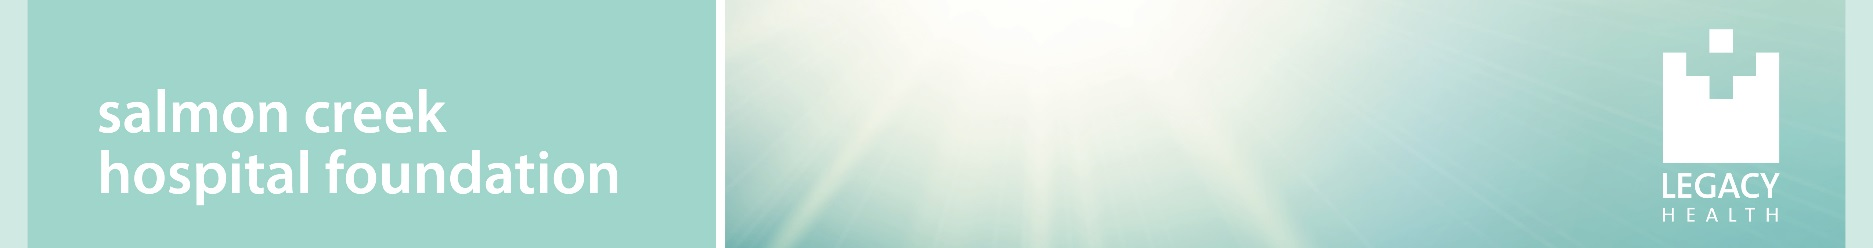 salmon creek
hospital foundation
LEGACY
HEALTH